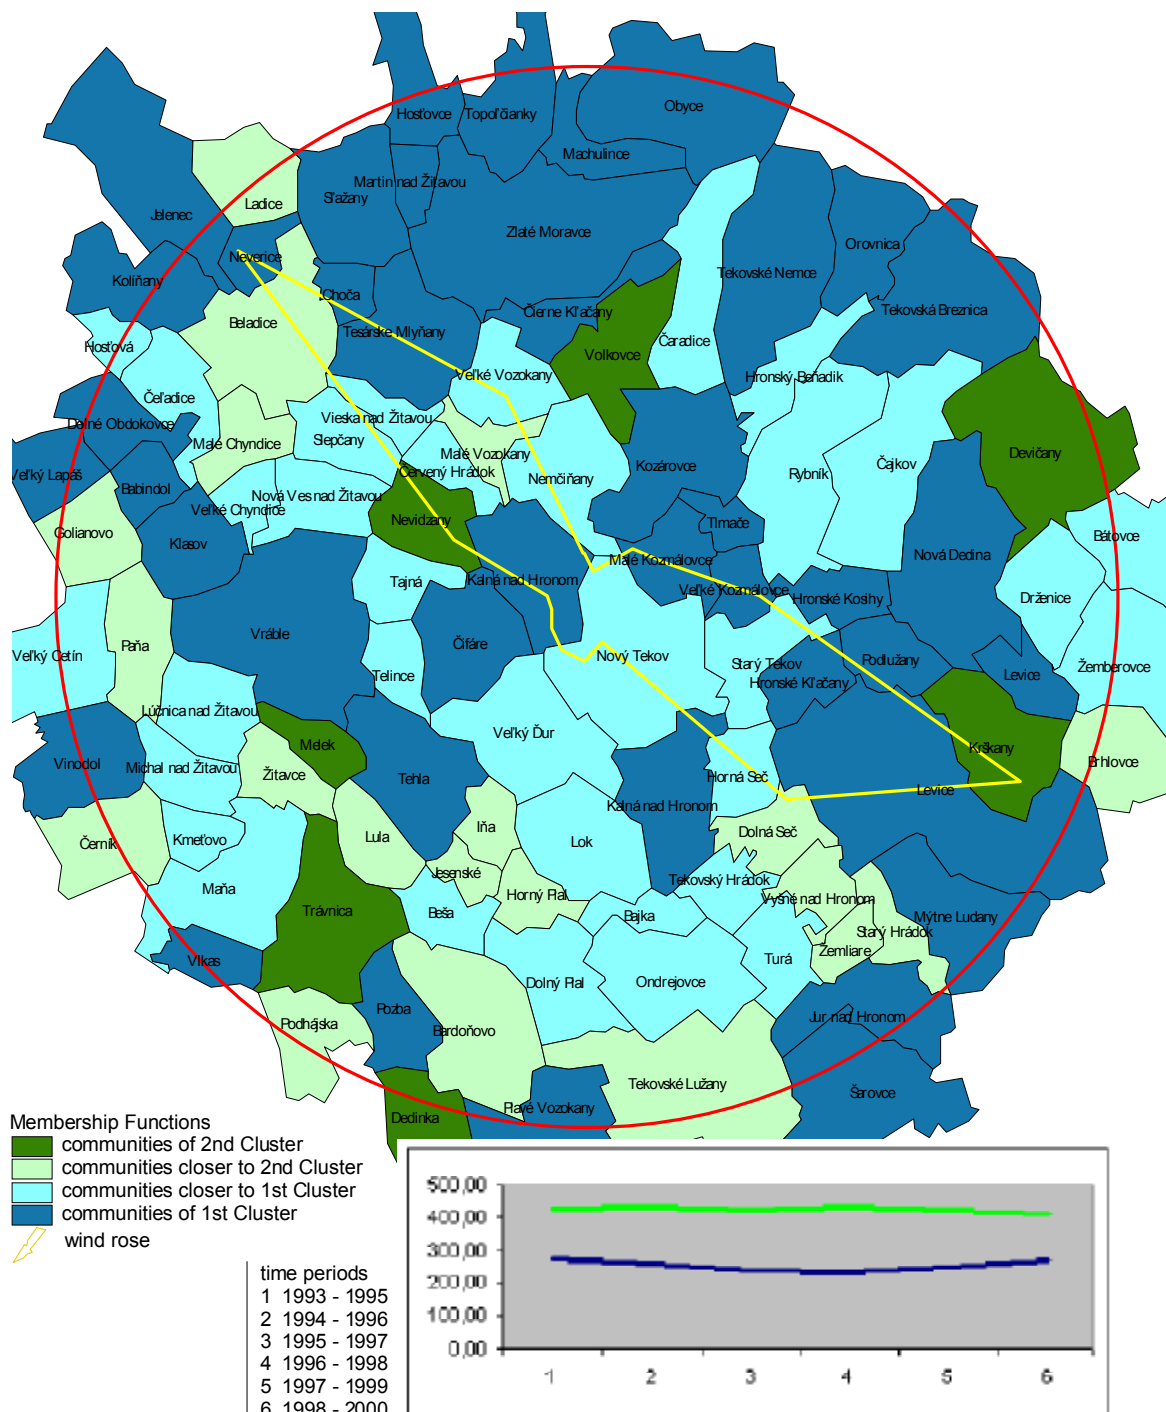 Obyce
Hosťovce
Topoľčianky
Machulince
Martin nad Žitavou
Sľažany
Ladice
Jelenec
Zlaté Moravce
Orovnica
Neverice
Tekovské Nemce
Kolíňany
Choča
Čierne Kľačany
Tekovská Breznica
Beladice
Tesárske Mlyňany
Hosťová
Volkovce
Čaradice
Veľké Vozokany
Hronský Beňadik
Čeľadice
Vieska nad Žitavou
Dolné Obdokovce
Malé Chyndice
Slepčany
Malé Vozokany
Devičany
Červený Hrádok
Kozárovce
Čajkov
Veľký Lapáš
Rybník
Nemčiňany
Babindol
Nová Ves nad Žitavou
Veľké Chyndice
Nevidzany
Tlmače
Golianovo
Bátovce
Klasov
Nová Dedina
Malé Kozmálovce
Tajná
Kalná nad Hronom
Veľké Kozmálovce
Hronské Kosihy
Drženice
Vráble
Paňa
Čifáre
Veľký Cetín
Nový Tekov
Starý Tekov
Podlužany
Žemberovce
Telince
Hronské Kľačany
Levice
Lúčnica nad Žitavou
Veľký Ďur
Melek
Krškany
Vinodol
Michal nad Žitavou
Žitavce
Tehla
Horná Seč
Brhlovce
Levice
Kalná nad Hronom
Iňa
Dolná Seč
Černík
Kmeťovo
Lula
Lok
Jesenské
Tekovský Hrádok
Maňa
Horný Pial
Vyšné nad Hronom
Trávnica
Beša
Bajka
Mýtne Ludany
Starý Hrádok
Žemliare
Vlkas
Turá
Dolný Pial
Ondrejovce
Pozba
Jur nad Hronom
Podhájska
Bardoňovo
Tekovské Lužany
Šarovce
Plavé Vozokany
Dedinka
Membership Functions
communities of 2nd Cluster
communities closer to 2nd Cluster
communities closer to 1st Cluster
communities of 1st Cluster
wind rose
time periods
1 1993 - 1995
2 1994 - 1996
3 1995 - 1997
4 1996 - 1998
5 1997 - 1999
6 1998 - 2000
500,00
400,00
300,00
200,00
100,00
0,00
1 2 3 4 5 6